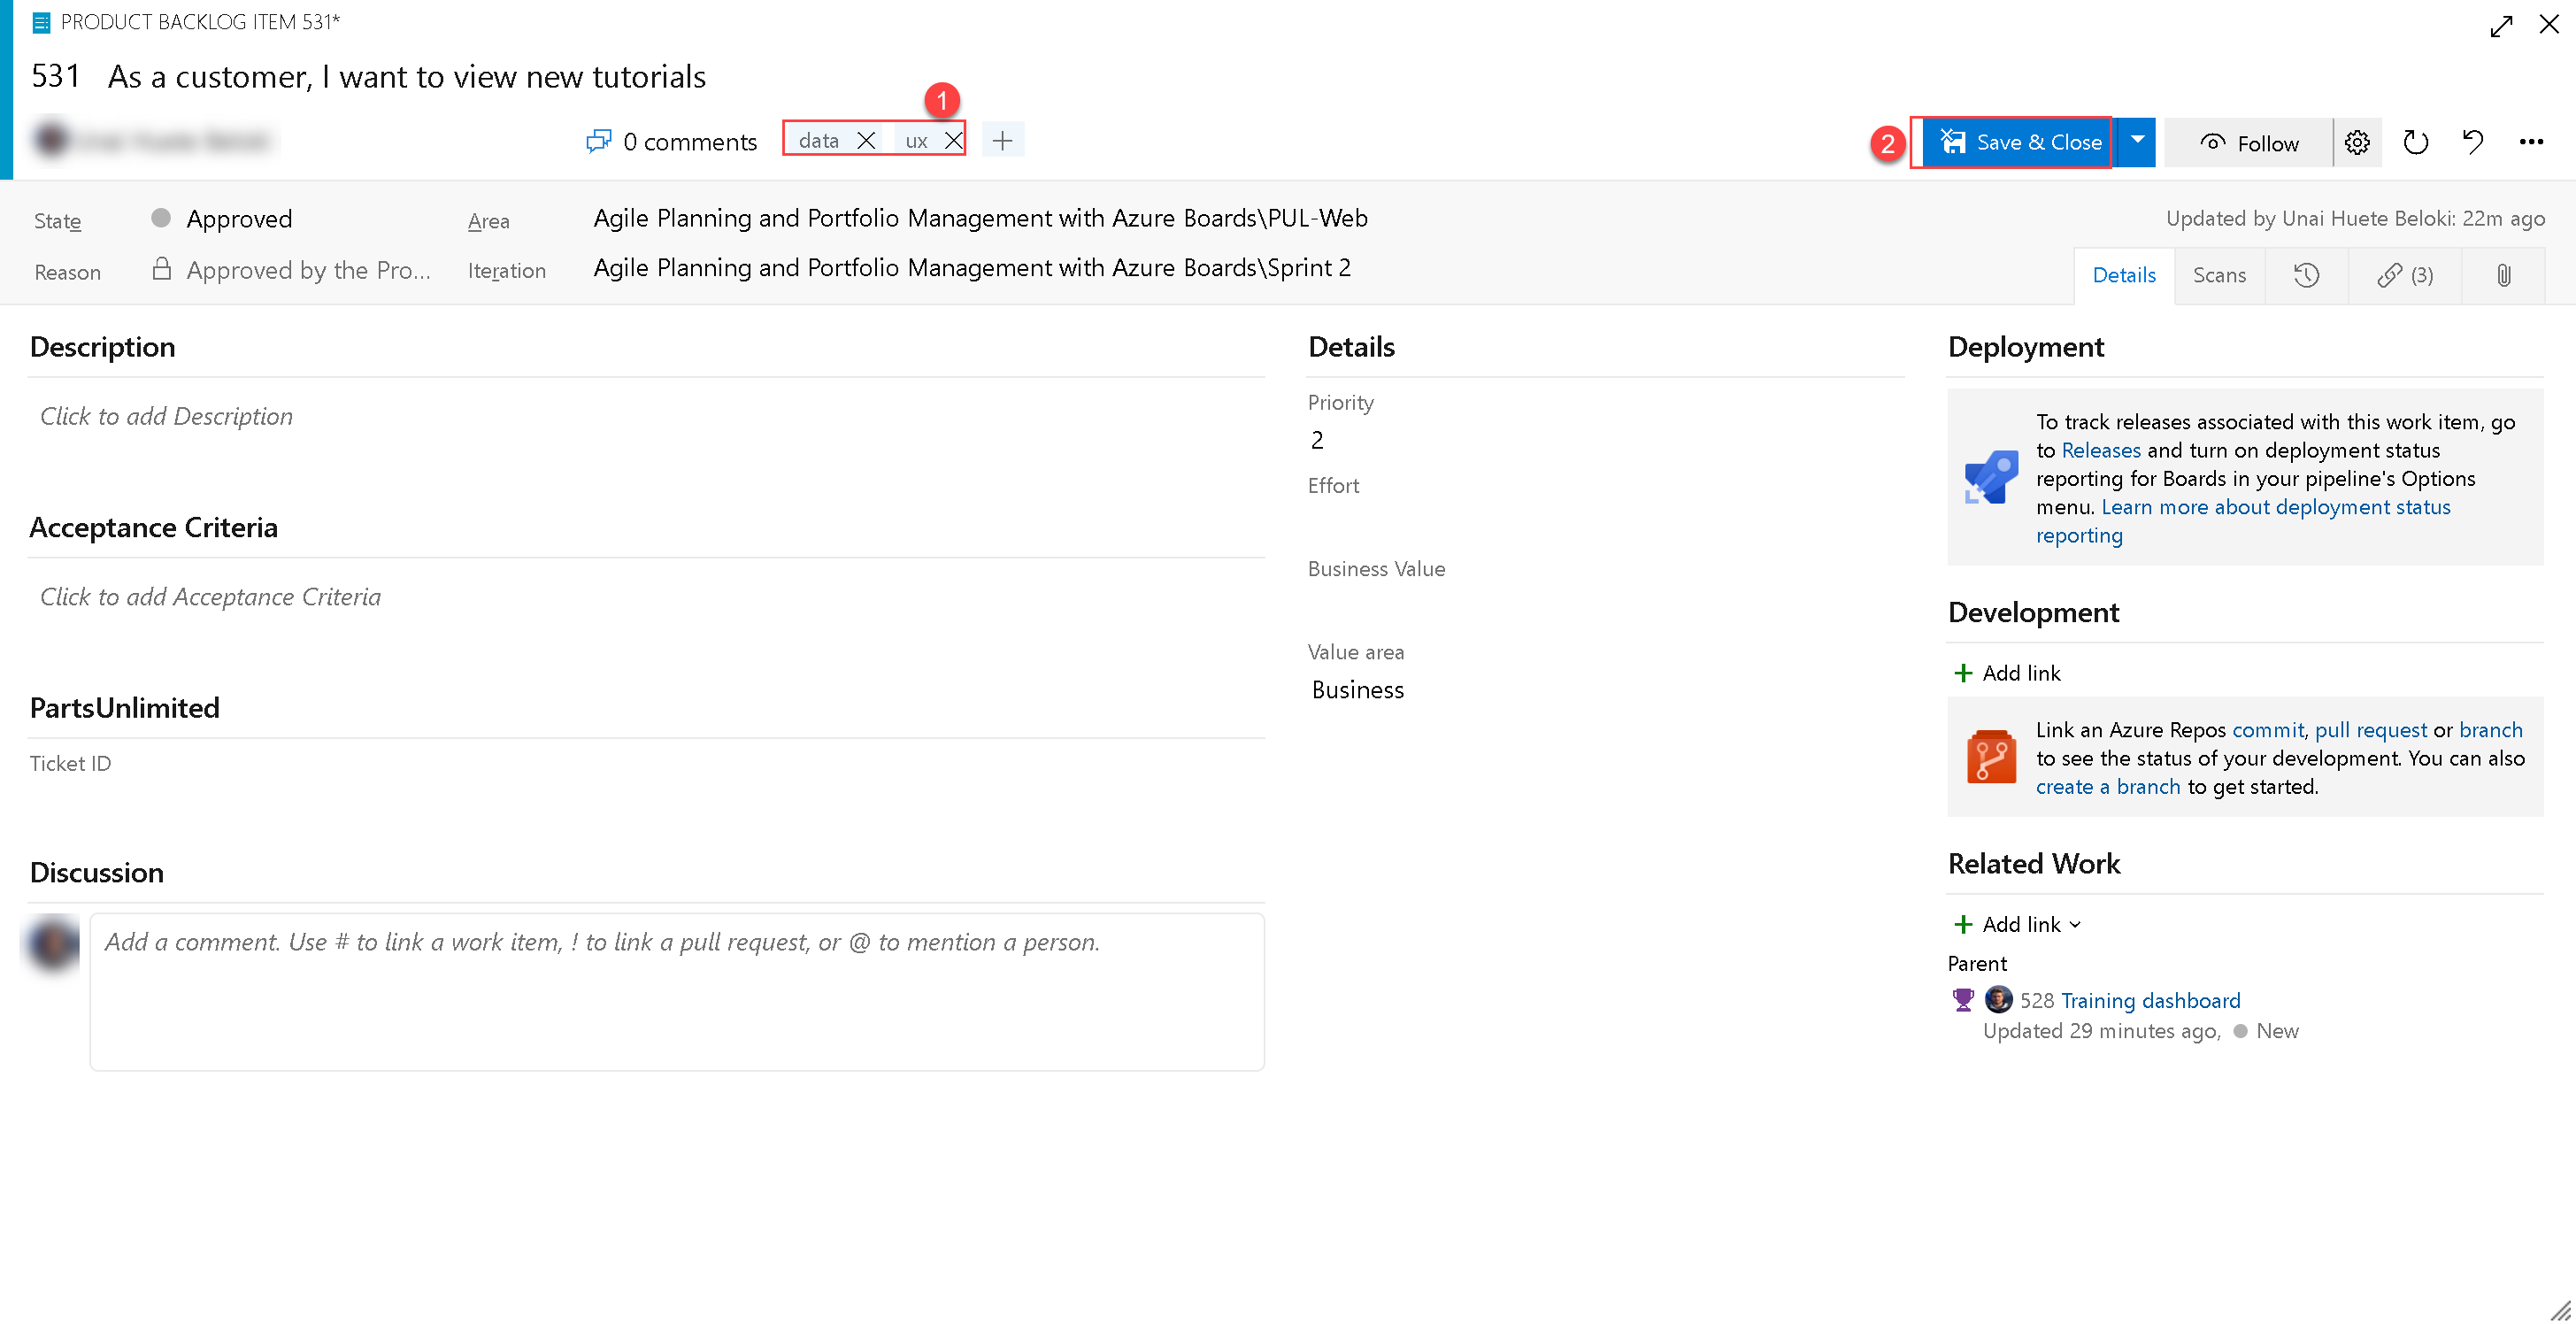 PRODUCT BACKLOG ITEM 531*
531 As a customer, I want to view new tutorials
1
0 comments data ux
2 Save & Close Follow
State Approved Area Agile Planning and Portfolio Management with Azure Boards\PUL-Web Updated by Unai Huete Beloki: 22m ago
Reason Approved by the Pro... Iteration Agile Planning and Portfolio Management with Azure Boards\Sprint 2
Details Scans (3)
Description
Click to add Description
Acceptance Criteria
Click to add Acceptance Criteria
PartsUnlimited
Ticket ID
Discussion
Add a comment. Use # to link a work item, ! to link a pull request, or @ to mention a person.
Details
Priority
2
Effort
Business Value
Value area
Business
Deployment
To track releases associated with this work item, go
to Releases and turn on deployment status
reporting for Boards in your pipeline's Options
menu. Learn more about deployment status
reporting
Development
Add link
Link an Azure Repos commit, pull request or branch
to see the status of your development. You can also
create a branch to get started.
Related Work
Add link
Parent
528 Training dashboard
Updated 29 minutes ago, New